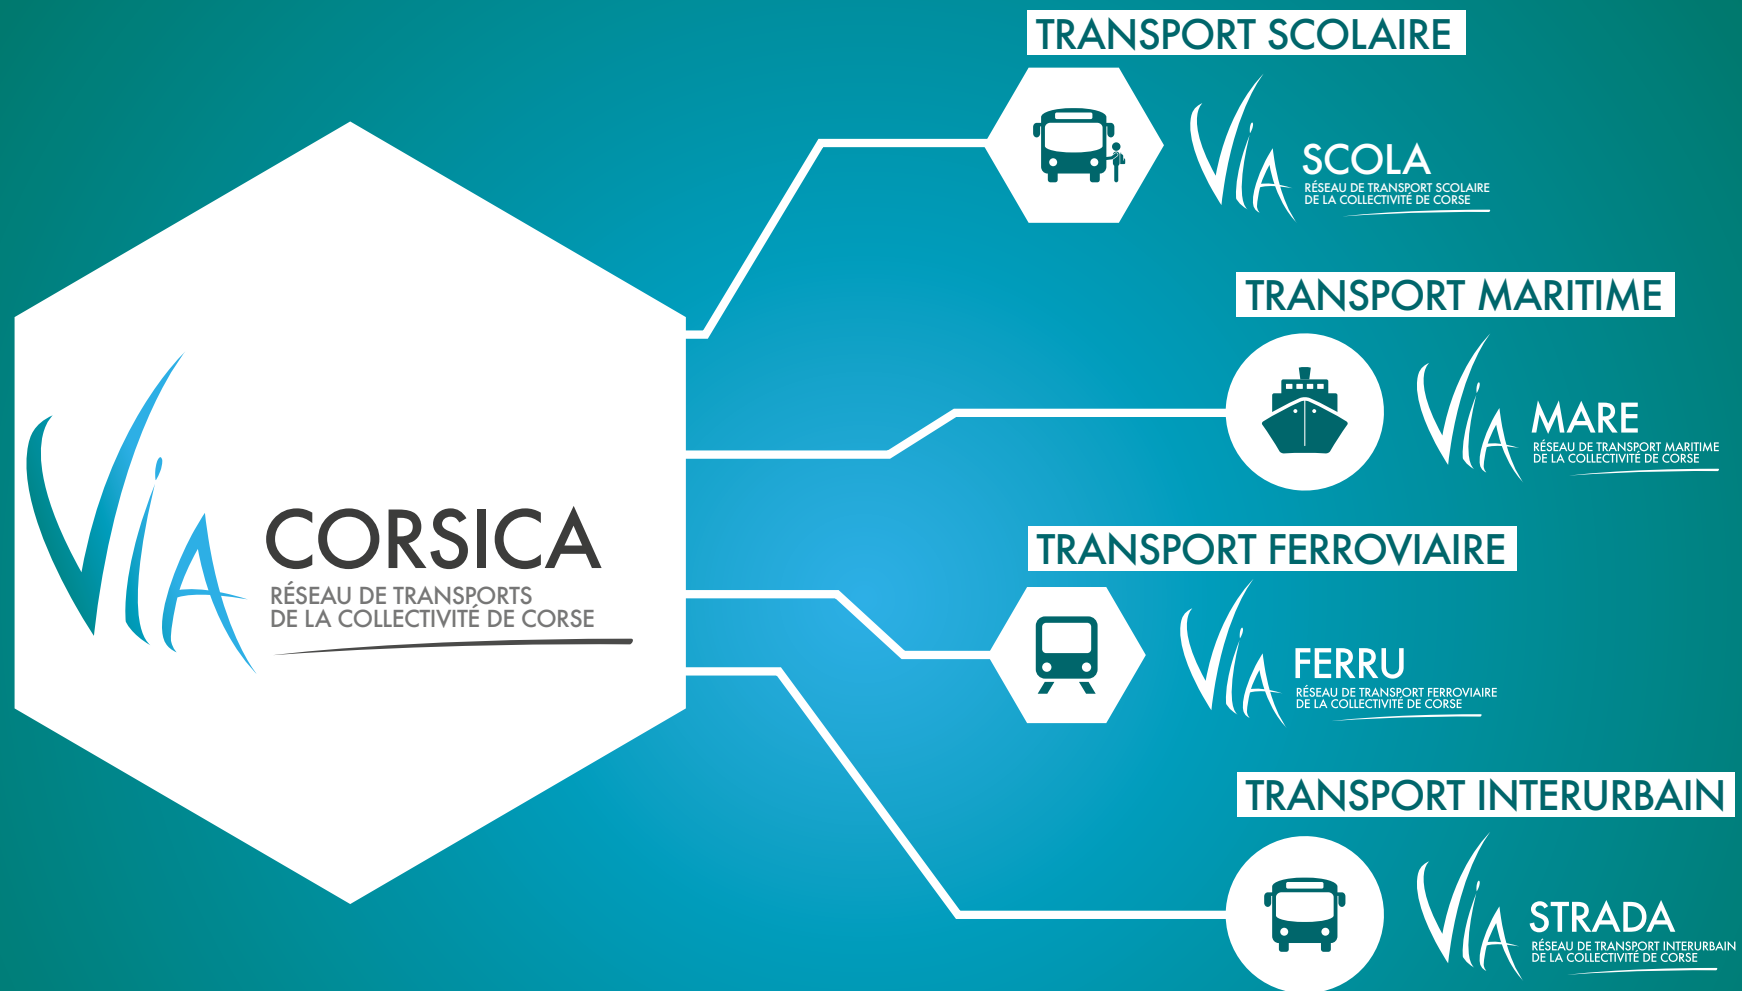 VIA CORSICA
RÉSEAU DE TRANSPORTS
DE LA COLLECTIVITÉ DE CORSE
TRANSPORT SCOLAIRE
VIA SCOLA
RÉSEAU DE TRANSPORT SCOLAIRE
DE LA COLLECTIVITÉ DE CORSE
TRANSPORT MARITIME
VIA MARE
RÉSEAU DE TRANSPORT MARITIME
DE LA COLLECTIVITÉ DE CORSE
TRANSPORT FERROVIAIRE
VIA FERRU
RÉSEAU DE TRANSPORT FERROVIAIRE
DE LA COLLECTIVITÉ DE CORSE
TRANSPORT INTERURBAIN
VIA STRADA
RÉSEAU DE TRANSPORT INTERURBAIN
DE LA COLLECTIVITÉ DE CORSE